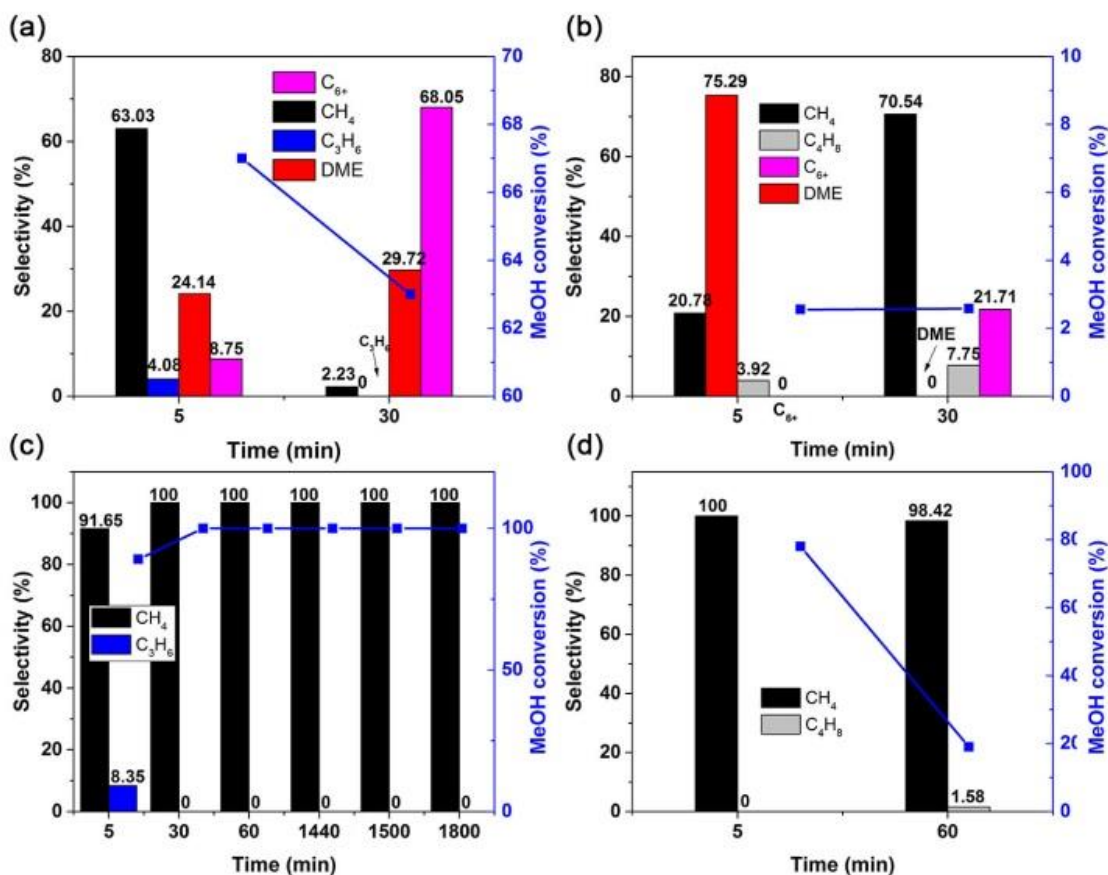 (a)
80
60
40
20
0
Selectivity (%)
63.03
4.08
24.14
8.75
2.23
0
C₃H₆
29.72
68.05
C₆₊
CH₄
C₃H₆
DME
70
68
66
64
62
60
MeOH conversion (%)
5
30
Time (min)
(b)
80
60
40
20
0
Selectivity (%)
20.78
75.29
3.92
0
C₆₊
70.54
DME
0
7.75
21.71
CH₄
C₄H₈
C₆₊
DME
10
8
6
4
2
0
MeOH conversion (%)
5
30
Time (min)
(c)
100
80
60
40
20
0
Selectivity (%)
91.65
8.35
100
0
100
0
100
0
100
0
100
0
CH₄
C₃H₆
100
50
0
MeOH conversion (%)
5
30
60
1440
1500
1800
Time (min)
(d)
100
80
60
40
20
0
Selectivity (%)
100
0
98.42
1.58
CH₄
C₄H₈
100
80
60
40
20
0
MeOH conversion (%)
5
60
Time (min)